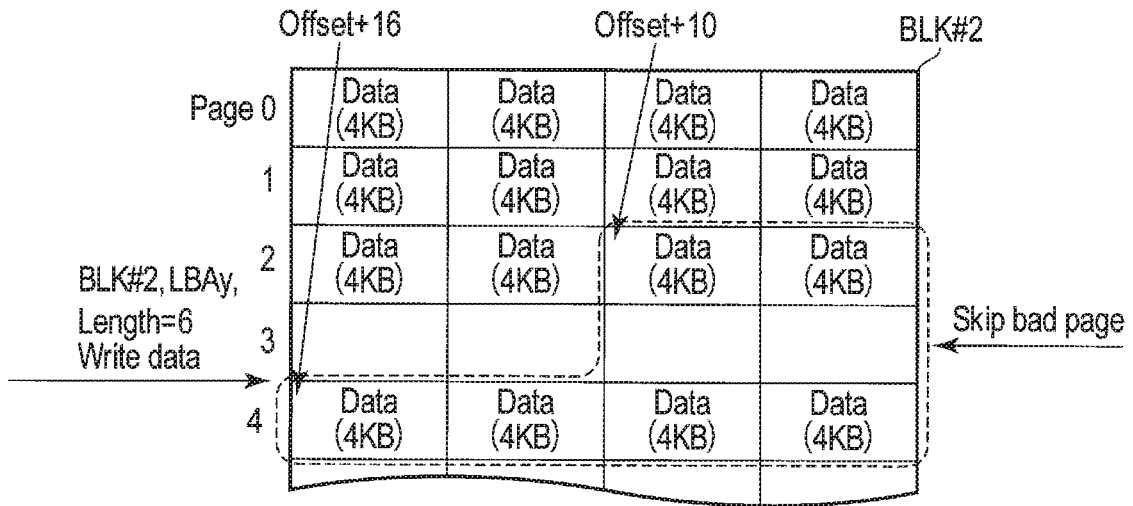 Offset+16 Offset+10 BLK#2
Page 0 Data (4KB) Data (4KB) Data (4KB) Data (4KB)
1 Data (4KB) Data (4KB) Data (4KB) Data (4KB)
2 Data (4KB) Data (4KB) Data (4KB) Data (4KB)
BLK#2, LBAy,
Length=6
Write data
3
Skip bad page
4 Data (4KB) Data (4KB) Data (4KB) Data (4KB)